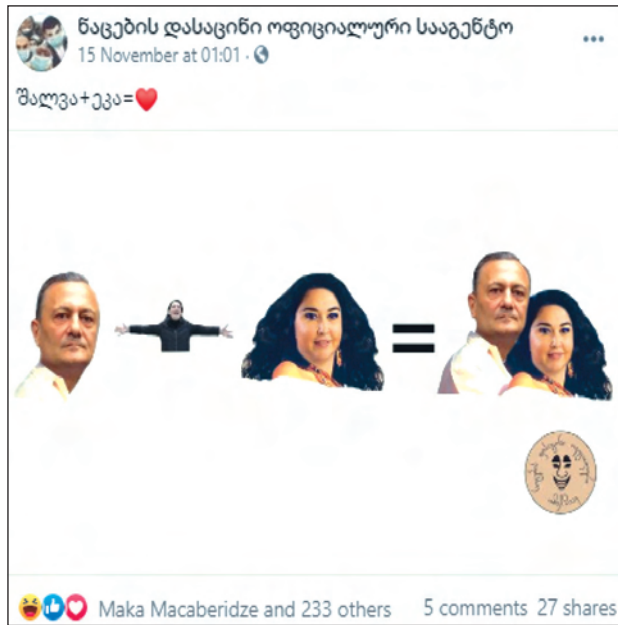 ნაცების დასაცინი ოფიციალური სააგენტო
15 November at 01:01 ·
შალვა+ეკა=❤️
=
Maka Macaberidze and 233 others 5 comments 27 shares